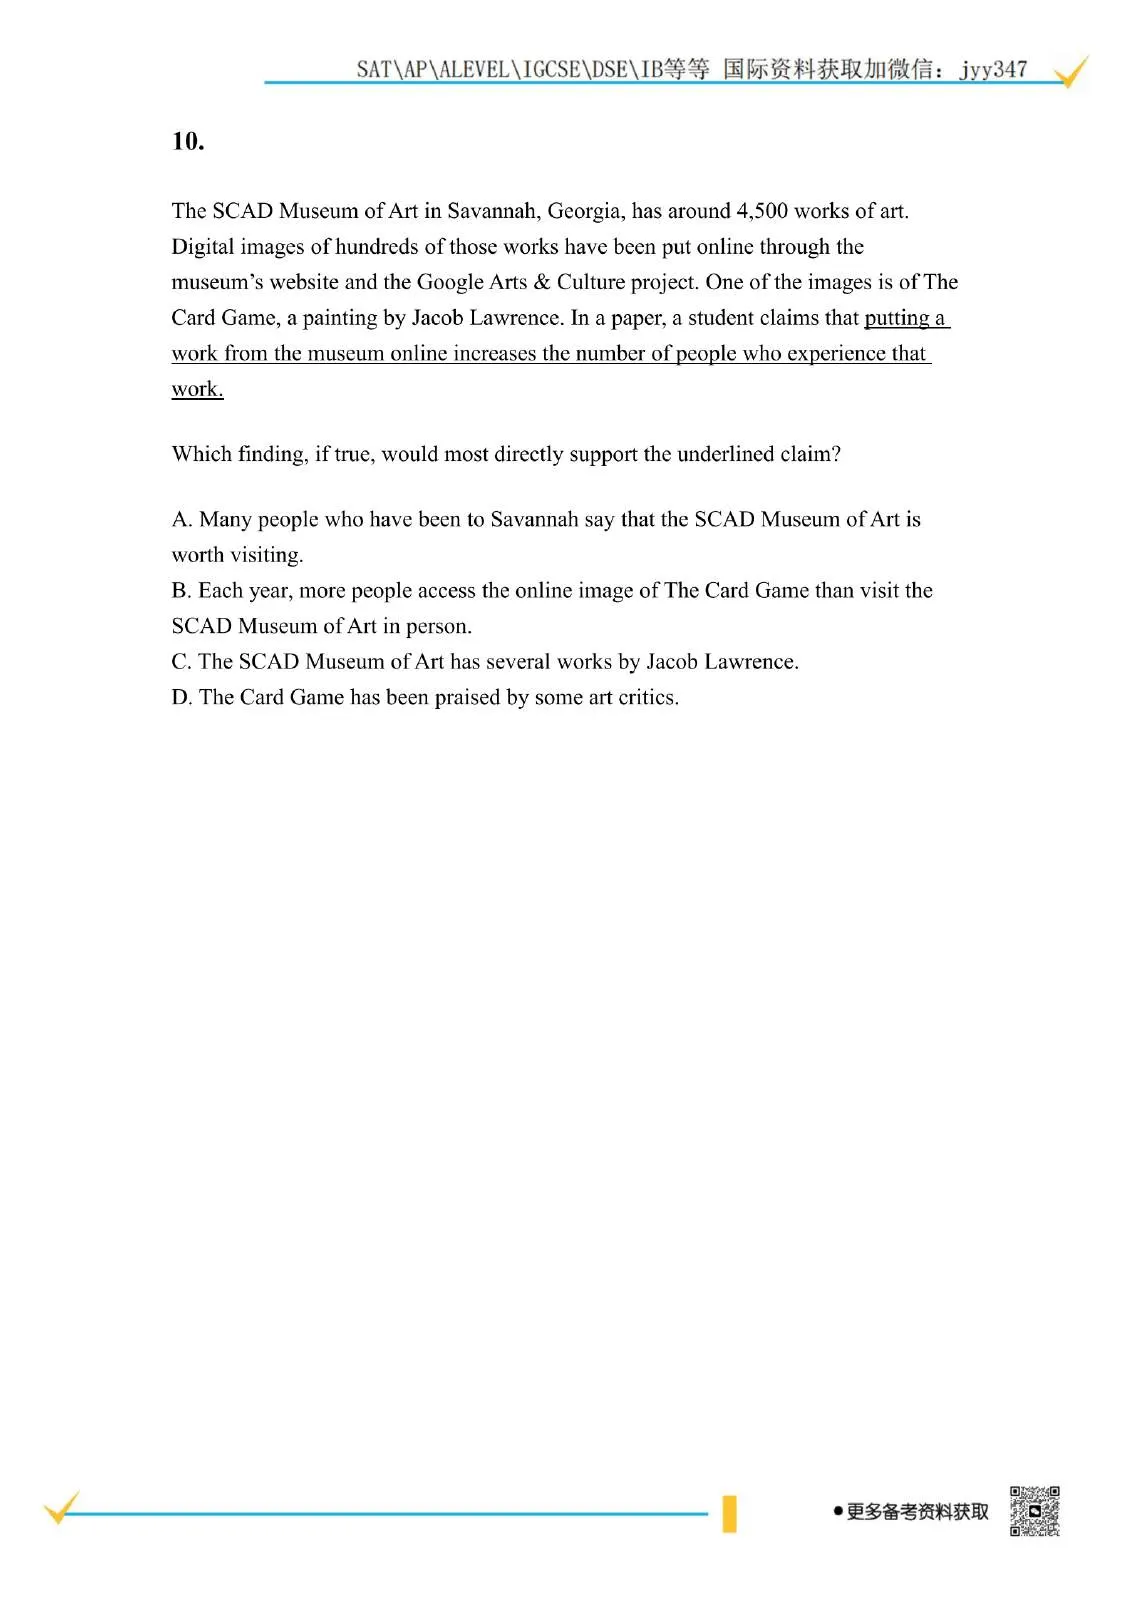 SAT\AP\ALEVEL\IGCSE\DSE\IB等等 国际资料获取加微信：jyy347
10.
The SCAD Museum of Art in Savannah, Georgia, has around 4,500 works of art.
Digital images of hundreds of those works have been put online through the
museum’s website and the Google Arts & Culture project. One of the images is of The
Card Game, a painting by Jacob Lawrence. In a paper, a student claims that putting a
work from the museum online increases the number of people who experience that
work.
Which finding, if true, would most directly support the underlined claim?
A. Many people who have been to Savannah say that the SCAD Museum of Art is
worth visiting.
B. Each year, more people access the online image of The Card Game than visit the
SCAD Museum of Art in person.
C. The SCAD Museum of Art has several works by Jacob Lawrence.
D. The Card Game has been praised by some art critics.
●更多备考资料获取